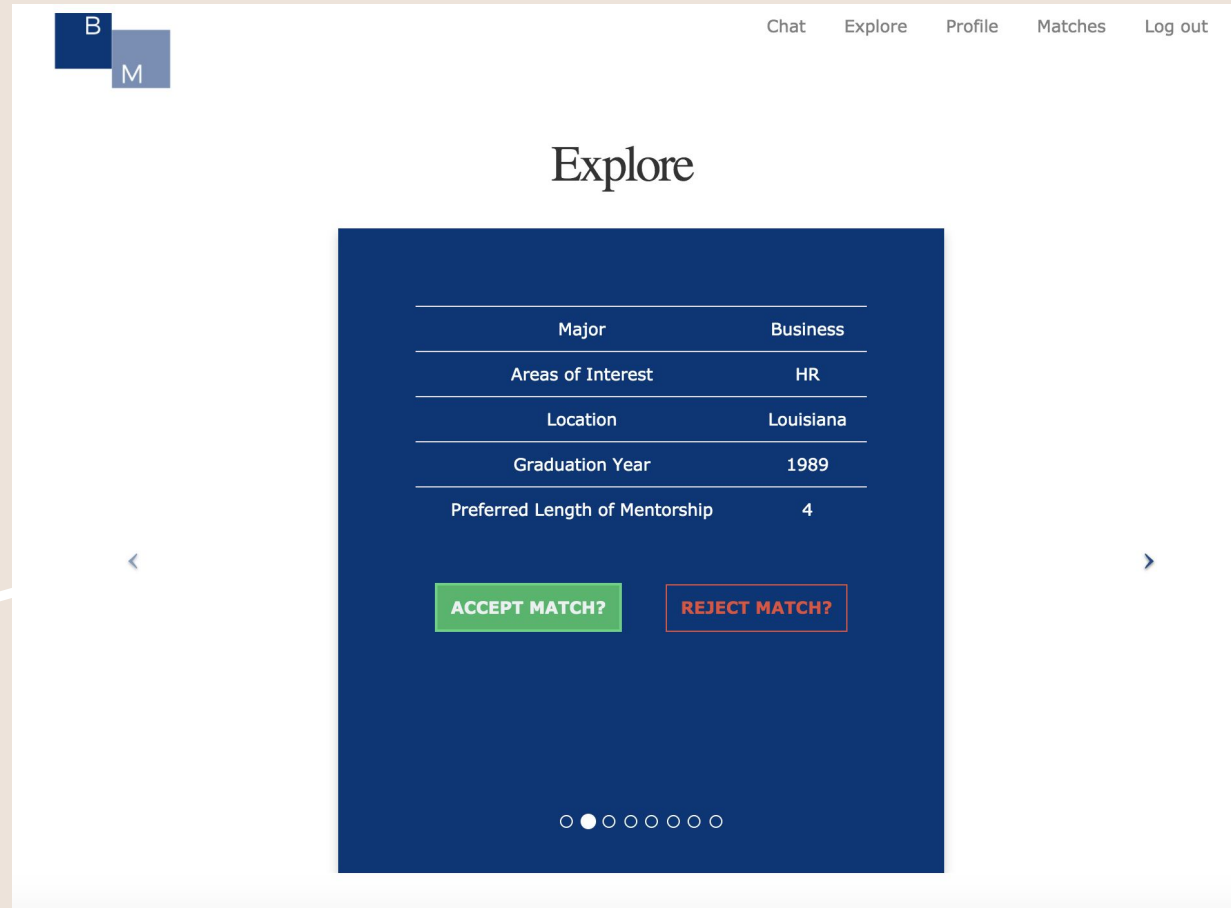 B
M
Chat Explore Profile Matches Log out
Explore
Major Business
Areas of Interest HR
Location Louisiana
Graduation Year 1989
Preferred Length of Mentorship 4
ACCEPT MATCH? REJECT MATCH?